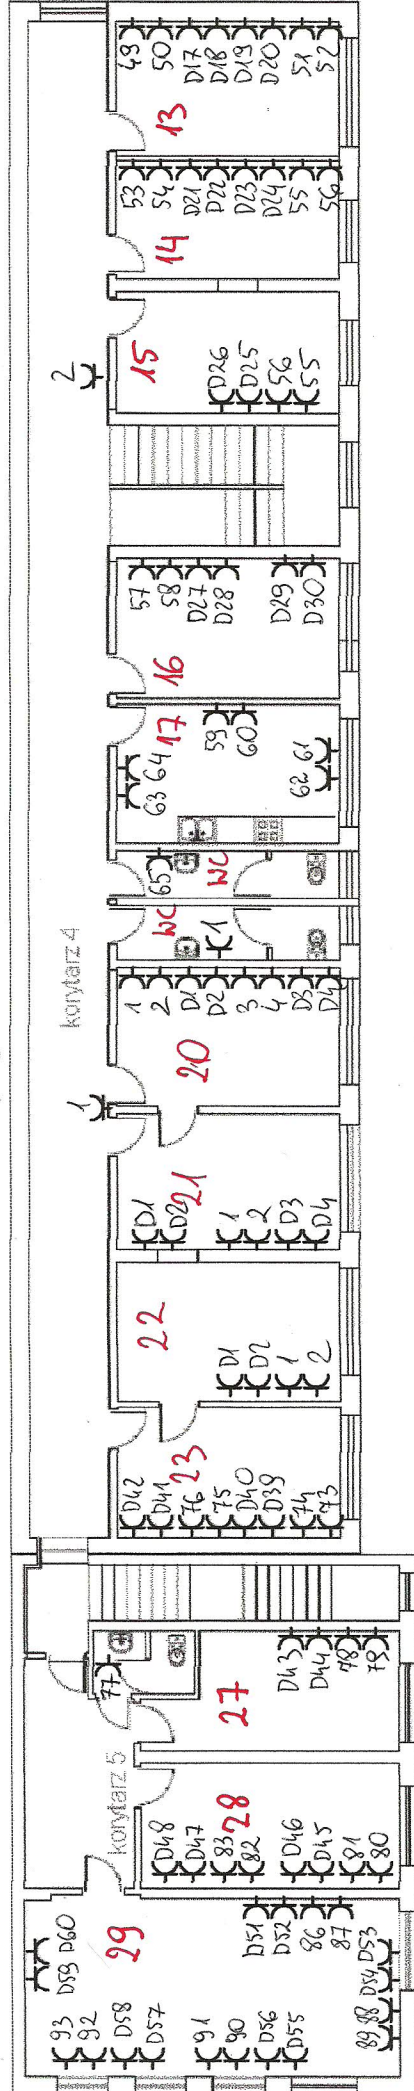 49
50
D17
D18
D19
D20
51
52
13
53
54
D21
D22
D23
D24
55
56
14
15
2
D26
D25
56
55
57
58
D27
D28
D29
D30
16
17
59
60
63 64
62 61
65
WC
WC
1
korytarz 4
1
2
D1
D2
3
4
D3
D4
20
1
21
D1
D2
1
2
D3
D4
22
D1
D2
1
2
23
D42
D41
76
75
D40
D39
74
73
77
27
D43
D44
78
79
korytarz 5
28
D48
D47
83
82
D46
D45
81
80
29
D59 D60
D51
D52
86
87
93
92
D58
D57
91
90
D56
D55
89 88 D54 D53